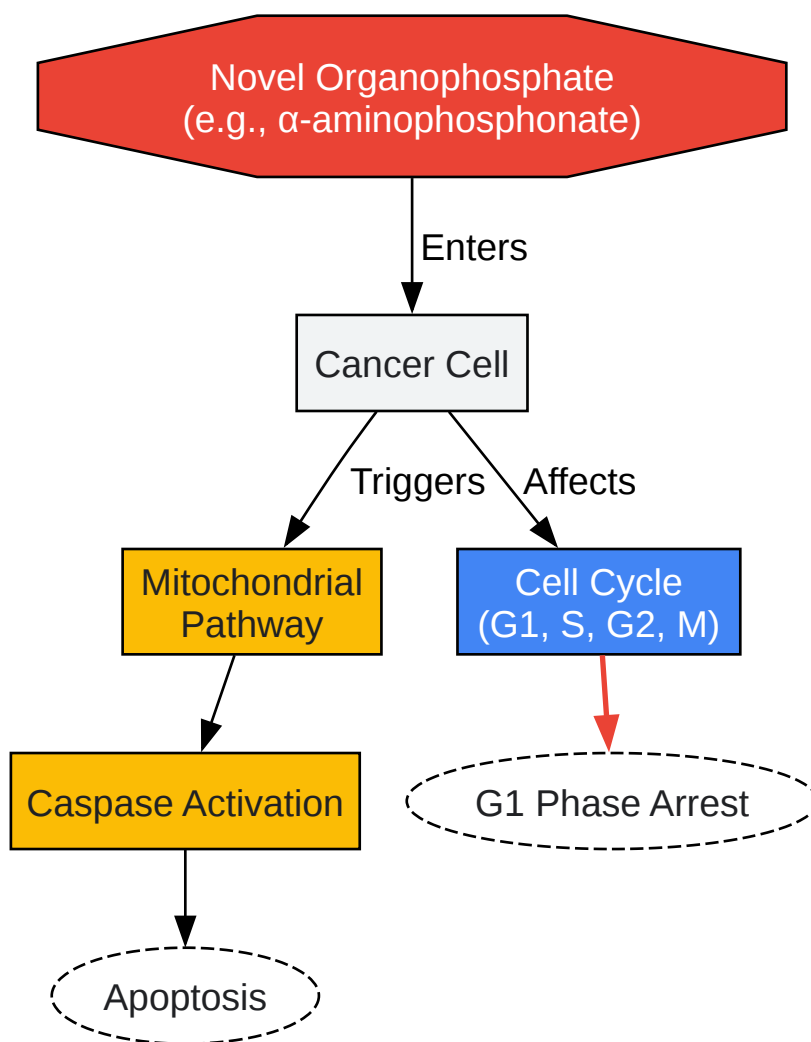 Novel Organophosphate
(e.g., α-aminophosphonate)
Enters
Cancer Cell
Triggers
Affects
Mitochondrial
Pathway
Cell Cycle
(G1, S, G2, M)
Caspase Activation
G1 Phase Arrest
Apoptosis